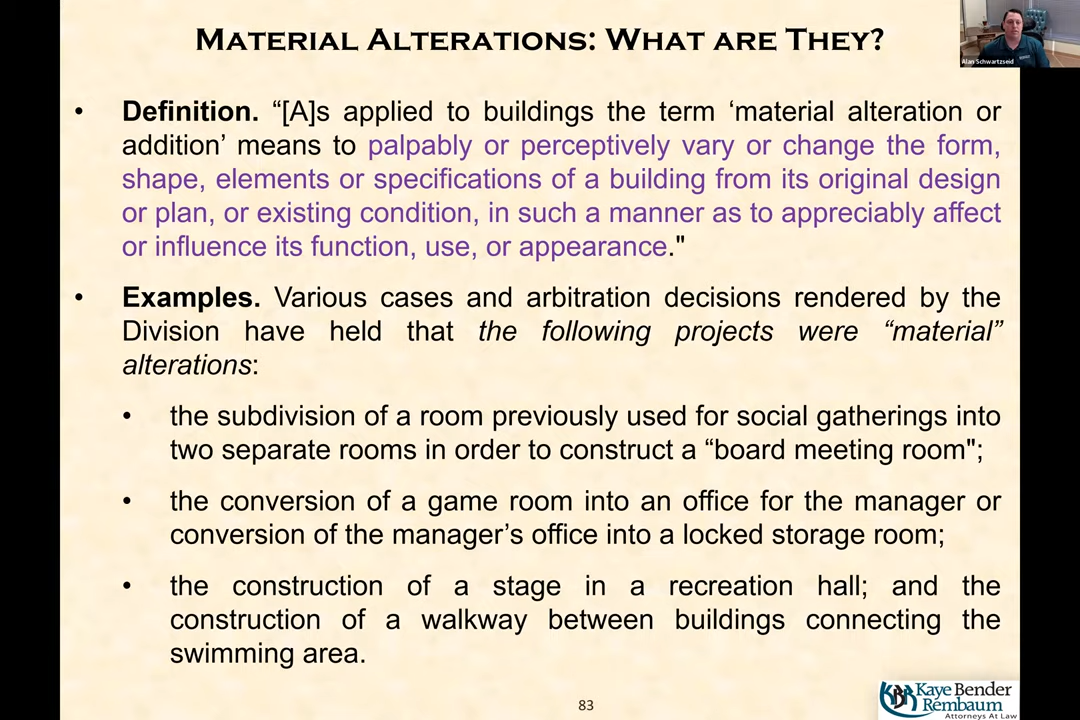 MATERIAL ALTERATIONS: WHAT ARE THEY?
Alan Schwartzseid
• Definition. “[A]s applied to buildings the term ‘material alteration or
addition’ means to palpably or perceptively vary or change the form,
shape, elements or specifications of a building from its original design
or plan, or existing condition, in such a manner as to appreciably affect
or influence its function, use, or appearance."
• Examples. Various cases and arbitration decisions rendered by the
Division have held that the following projects were “material”
alterations:
• the subdivision of a room previously used for social gatherings into
two separate rooms in order to construct a “board meeting room";
• the conversion of a game room into an office for the manager or
conversion of the manager’s office into a locked storage room;
• the construction of a stage in a recreation hall; and the
construction of a walkway between buildings connecting the
swimming area.
83
KBR Kaye Bender
Rembaum
Attorneys At Law